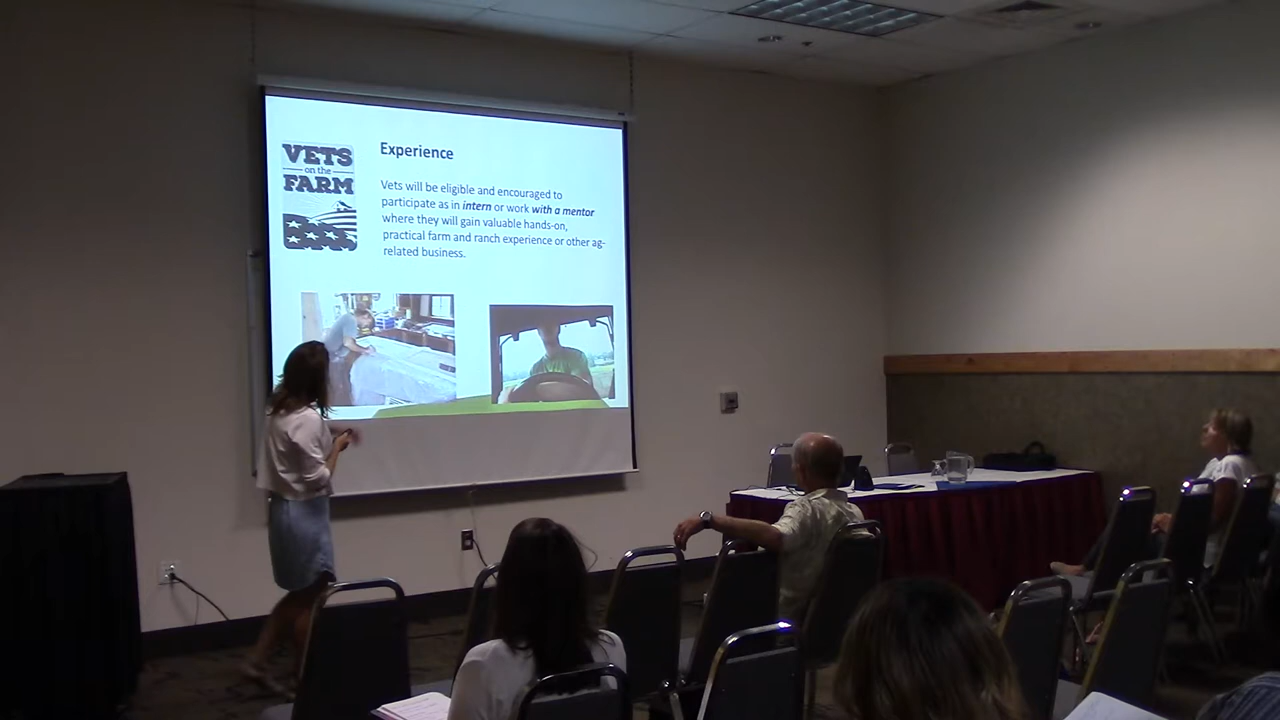 VETS
on the
FARM
Experience
Vets will be eligible and encouraged to
participate as in intern or work with a mentor
where they will gain valuable hands-on,
practical farm and ranch experience or other ag-
related business.